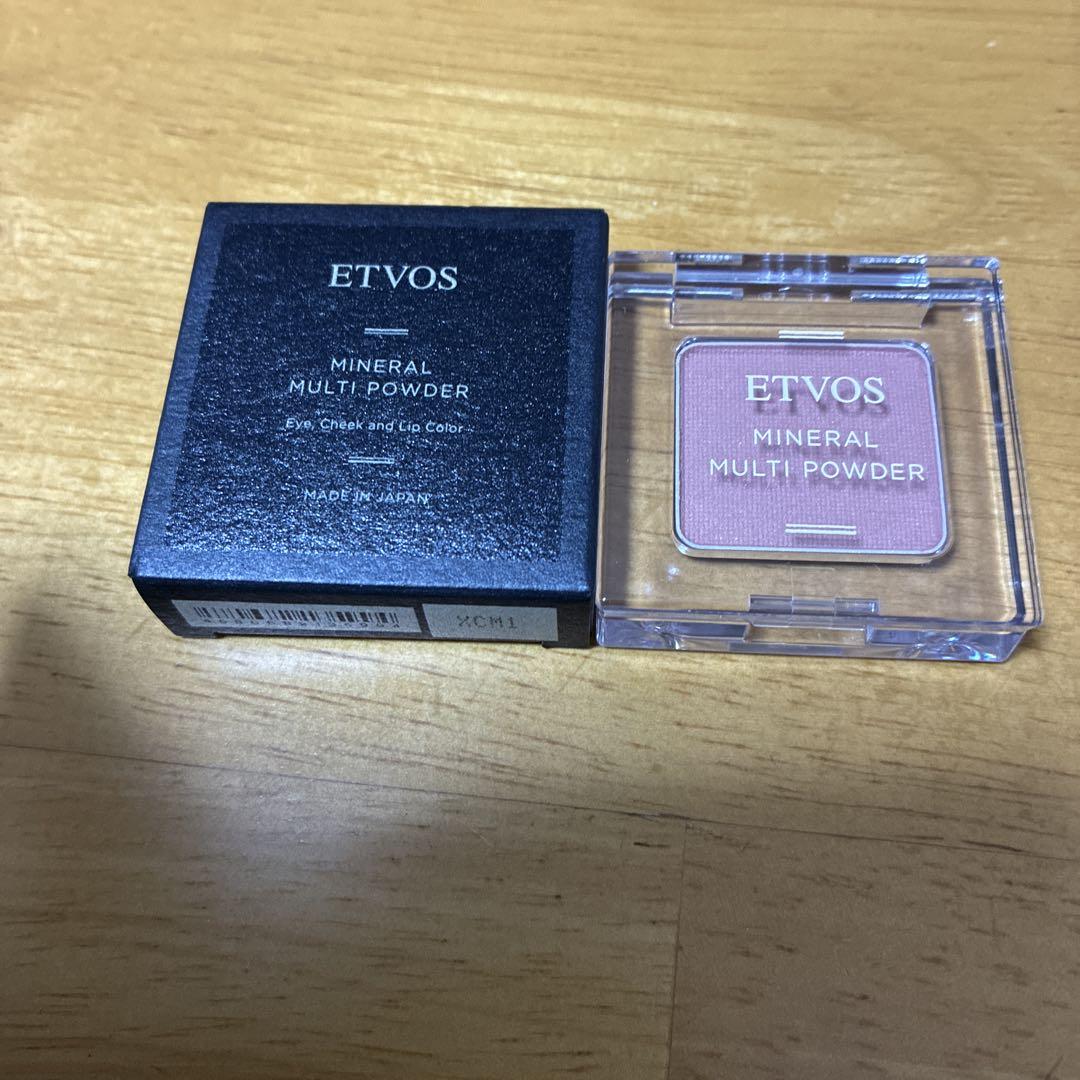 ETVOS
MINERAL
MULTI POWDER
Eye, Cheek and Lip Color
MADE IN JAPAN
XCM1
ETVOS
MINERAL
MULTI POWDER